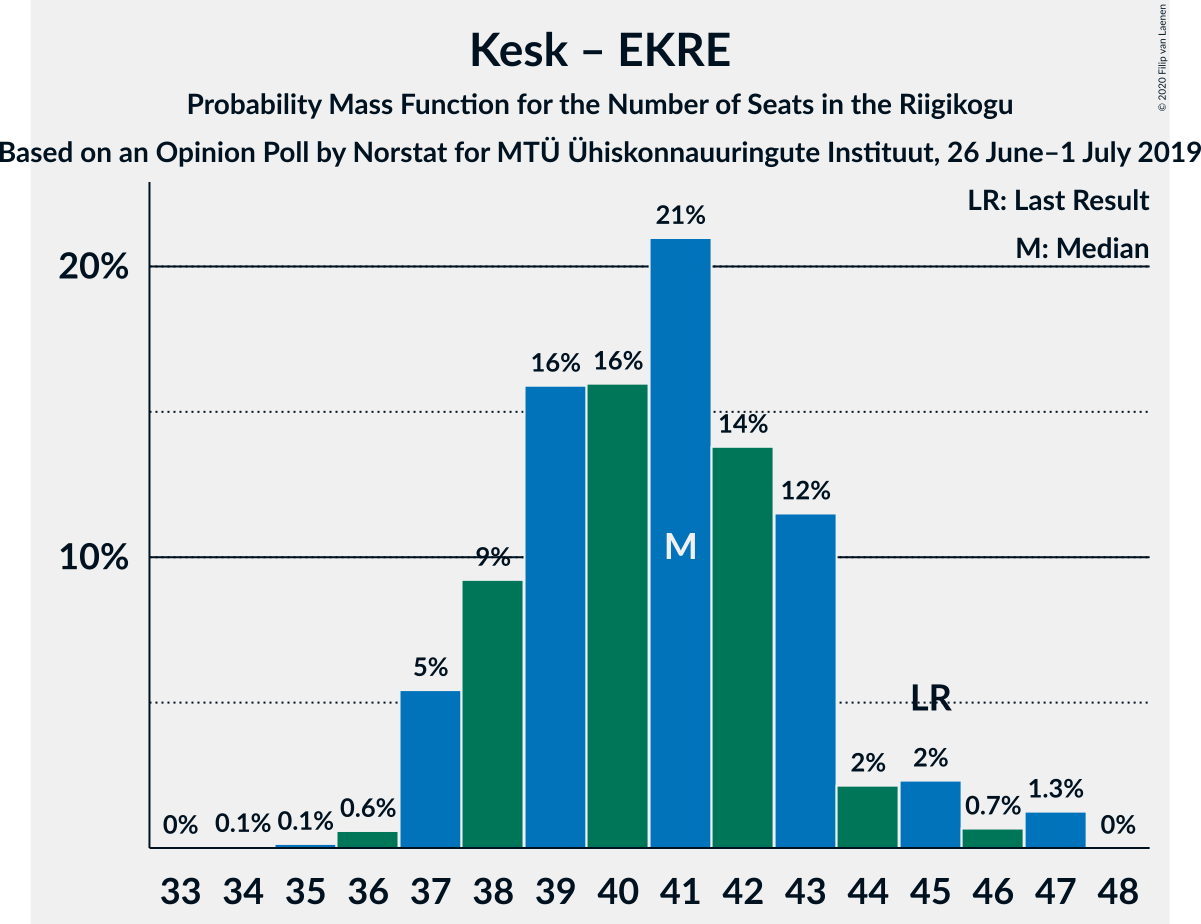 Kesk – EKRE
Probability Mass Function for the Number of Seats in the Riigikogu
Based on an Opinion Poll by Norstat for MTÜ Ühiskonnauuringute Instituut, 26 June–1 July 2019
© 2020 Filip van Laenen
LR: Last Result
M: Median
20%
10%
0%
0.1%
0.1%
0.6%
5%
9%
16%
16%
21%
14%
12%
2%
2%
0.7%
1.3%
0%
M
LR
33 34 35 36 37 38 39 40 41 42 43 44 45 46 47 48